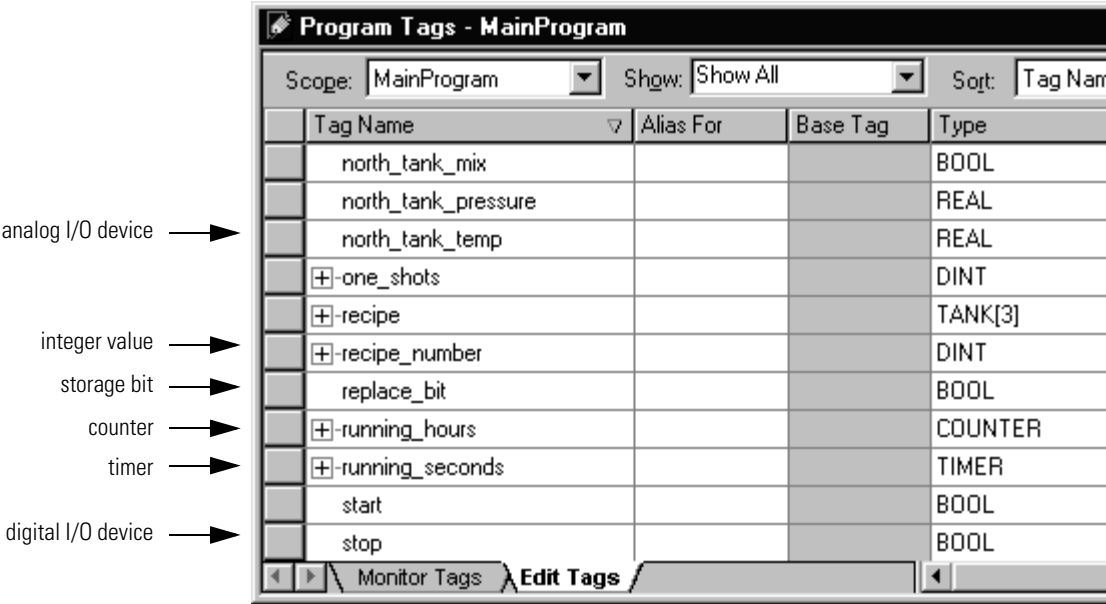 Program Tags - MainProgram
Scope: MainProgram Show: Show All Sort: Tag Nam
Tag Name Alias For Base Tag Type
north_tank_mix BOOL
north_tank_pressure REAL
analog I/O device north_tank_temp REAL
one_shots DINT
recipe TANK[3]
integer value recipe_number DINT
storage bit replace_bit BOOL
counter running_hours COUNTER
timer running_seconds TIMER
start BOOL
digital I/O device stop BOOL
Monitor Tags Edit Tags